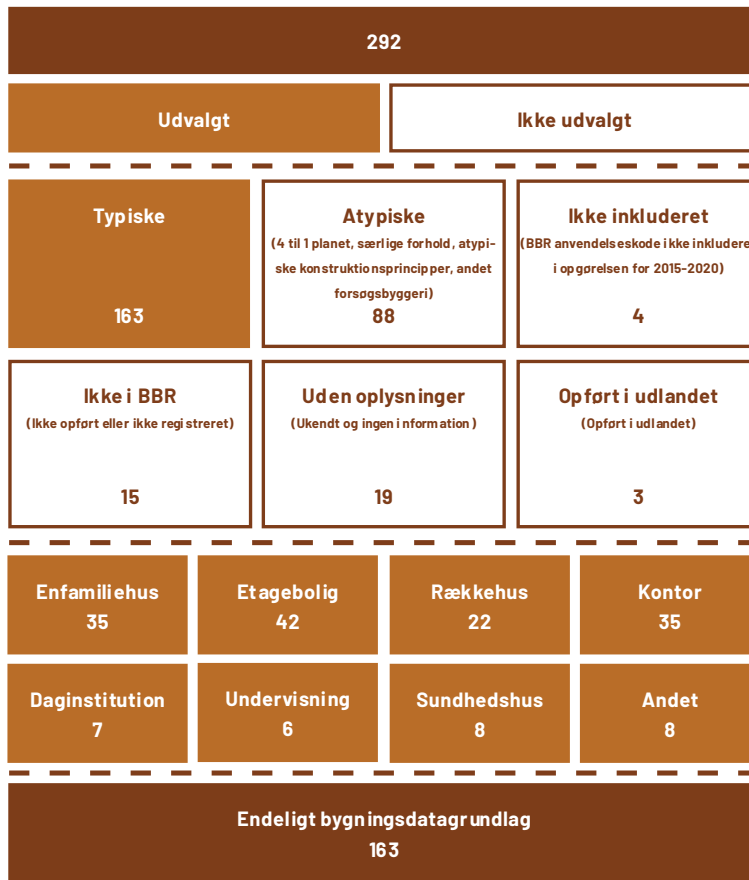 292
Udvalgt
Ikke udvalgt
Typiske
163
Atypiske
(4 til 1 planet, særlige forhold, atypi-
ske konstruktionsprincipper, andet
forsøgsbyggeri)
88
Ikke inkluderet
(BBR anvendelseskode ikke inkludere
i opgørelsen for 2015-2020)
4
Ikke i BBR
(Ikke opført eller ikke registreret)
15
Uden oplysninger
(Ukendt og ingen information)
19
Opført i udlandet
(Opført i udlandet)
3
Enfamiliehus
35
Etagebolig
42
Rækkehus
22
Kontor
35
Daginstitution
7
Undervisning
6
Sundhedshus
8
Andet
8
Endeligt bygningsdatagrundlag
163